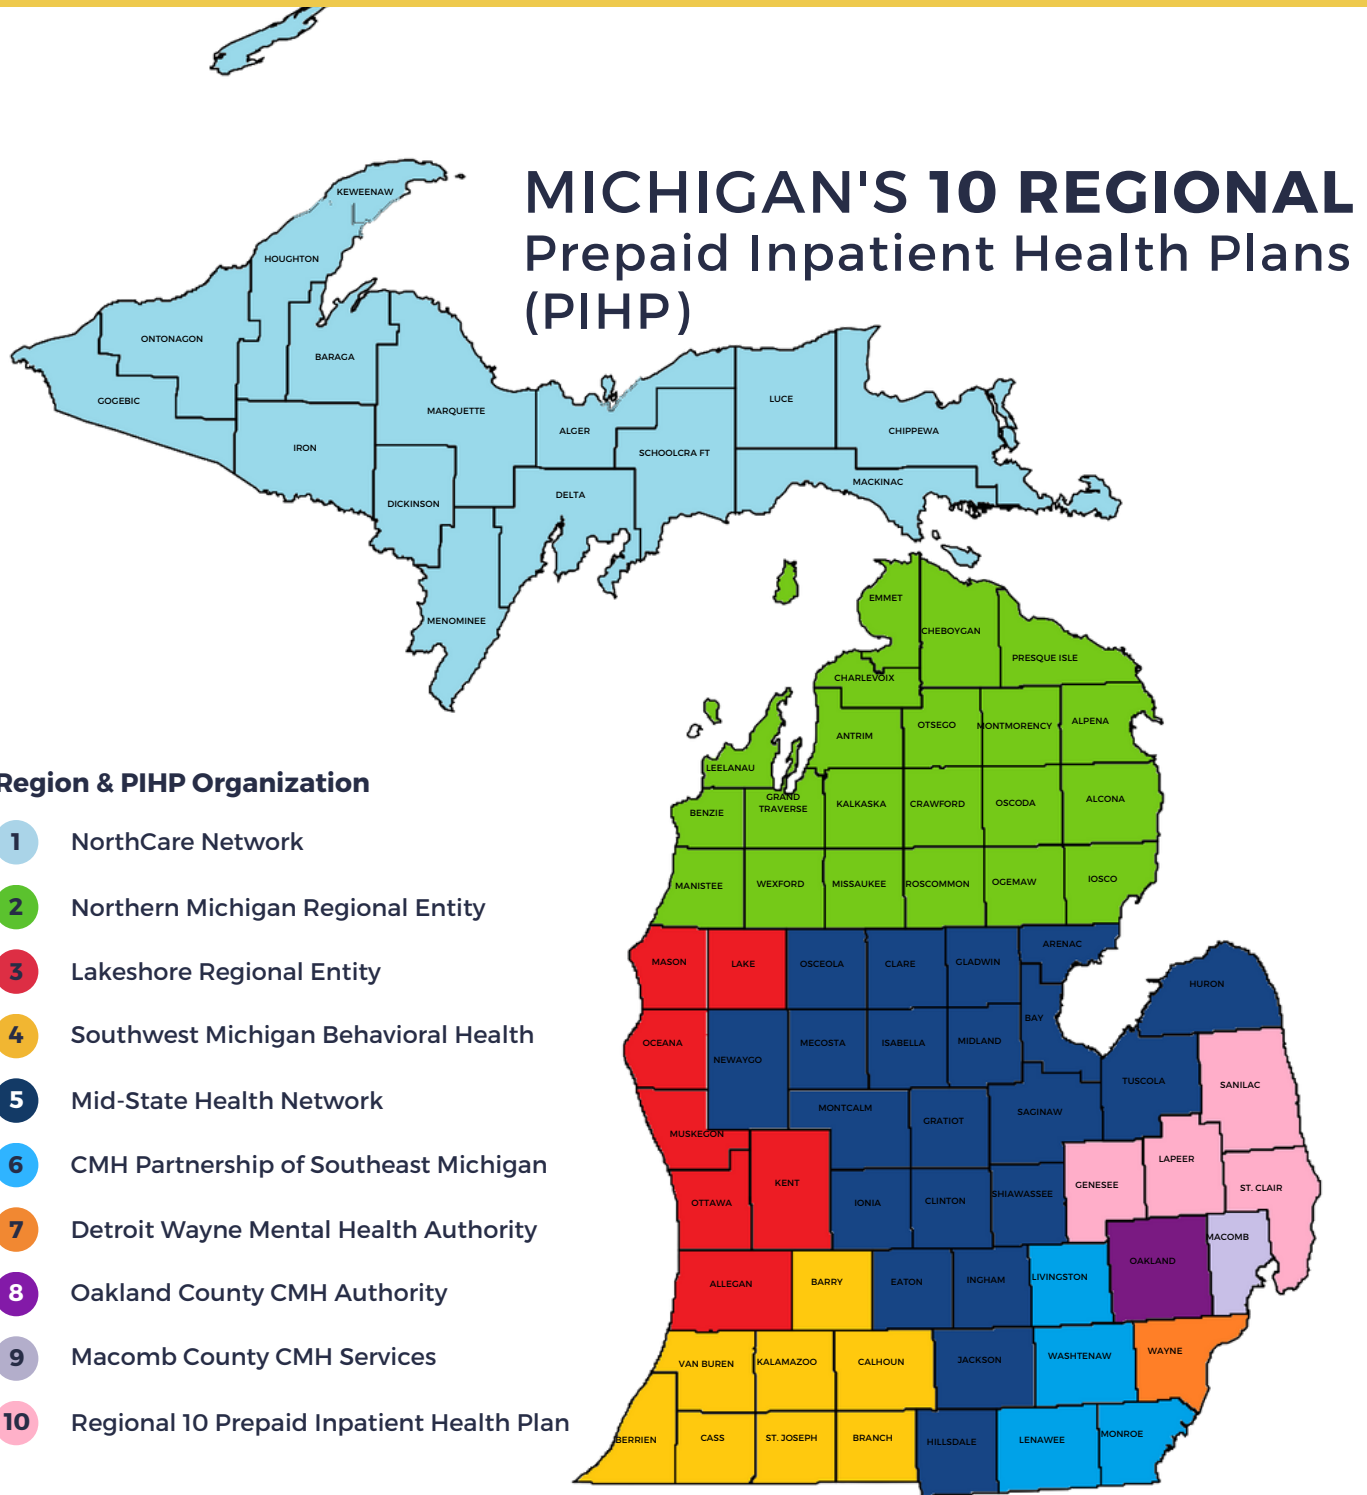 MICHIGAN'S 10 REGIONAL
Prepaid Inpatient Health Plans
(PIHP)
KEWEENAW
HOUGHTON
ONTONAGON
BARAGA
GOGEBIC
MARQUETTE
LUCE
ALGER
CHIPPEWA
IRON
SCHOOLCRA FT
MACKINAC
DICKINSON
DELTA
MENOMINEE
EMMET
CHEBOYGAN
PRESQUE ISLE
CHARLEVOIX
ANTRIM
OTSEGO
MONTMORENCY
ALPENA
LEELANAU
BENZIE
GRAND
TRAVERSE
KALKASKA
CRAWFORD
OSCODA
ALCONA
MANISTEE
WEXFORD
MISSAUKEE
ROSCOMMON
OGEMAW
IOSCO
MASON
LAKE
OSCEOLA
CLARE
GLADWIN
ARENAC
HURON
OCEANA
NEWAYGO
MECOSTA
ISABELLA
MIDLAND
BAY
TUSCOLA
SANILAC
MUSKEGON
MONTCALM
GRATIOT
SAGINAW
LAPEER
GENESEE
ST. CLAIR
OTTAWA
KENT
IONIA
CLINTON
SHIAWASSEE
MACOMB
OAKLAND
ALLEGAN
BARRY
EATON
INGHAM
LIVINGSTON
VAN BUREN
KALAMAZOO
CALHOUN
JACKSON
WASHTENAW
WAYNE
BERRIEN
CASS
ST. JOSEPH
BRANCH
HILLSDALE
LENAWEE
MONROE
Region & PIHP Organization
1 NorthCare Network
2 Northern Michigan Regional Entity
3 Lakeshore Regional Entity
4 Southwest Michigan Behavioral Health
5 Mid-State Health Network
6 CMH Partnership of Southeast Michigan
7 Detroit Wayne Mental Health Authority
8 Oakland County CMH Authority
9 Macomb County CMH Services
10 Regional 10 Prepaid Inpatient Health Plan